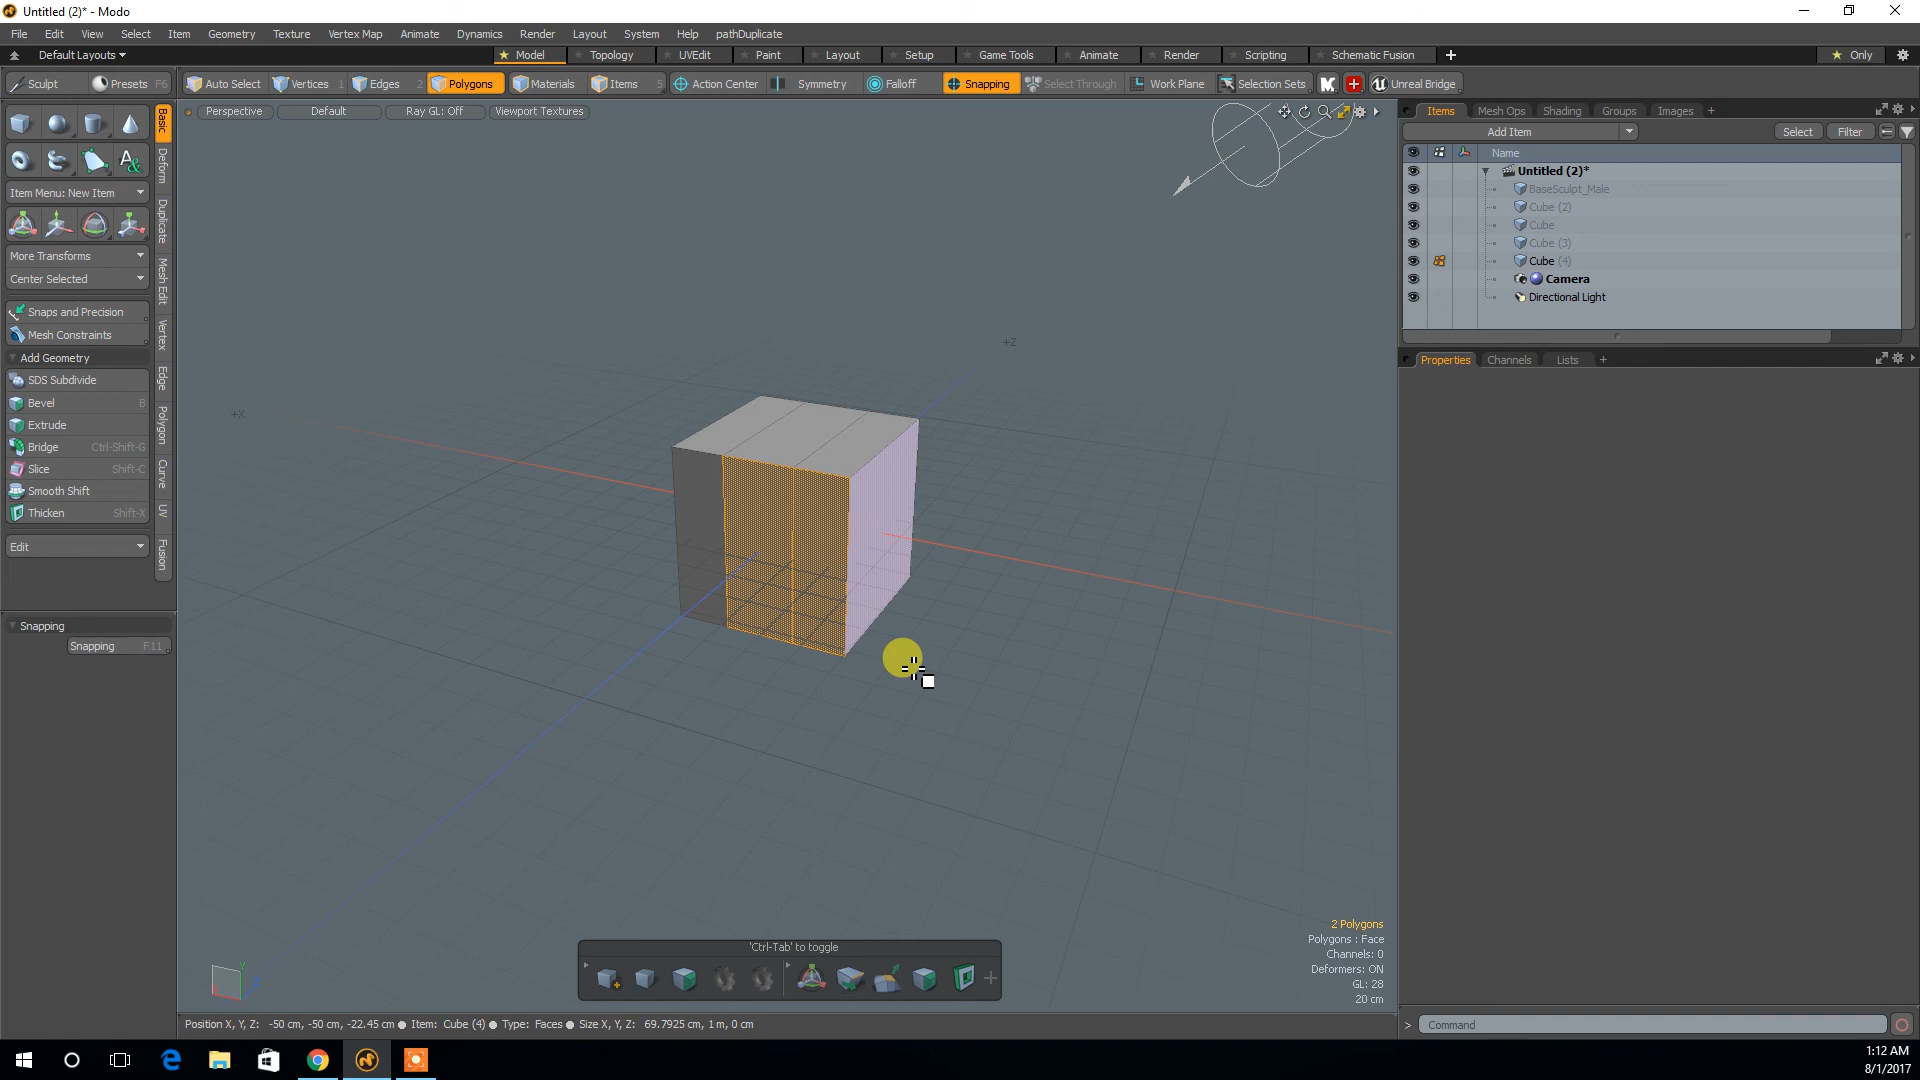 Untitled (2)* - Modo
File Edit View Select Item Geometry Texture Vertex Map Animate Dynamics Render Layout System Help pathDuplicate
Default Layouts Model Topology UVEdit Paint Layout Setup Game Tools Animate Render Scripting Schematic Fusion Only
Sculpt Presets F6 Auto Select Vertices 1 Edges 2 Polygons Materials Items 5 Action Center Symmetry Falloff Snapping Select Through Work Plane Selection Sets Unreal Bridge
Perspective Default Ray GL: Off Viewport Textures
Items Mesh Ops Shading Groups Images +
Add Item Select Filter
Name
Untitled (2)*
BaseSculpt_Male
Cube (2)
Cube
Cube (3)
Cube (4)
Camera
Directional Light
Properties Channels Lists +
Basic
Deform
Duplicate
Mesh Edit
Vertex
Edge
Polygon
Curve
UV
Fusion
Item Menu: New Item
More Transforms
Center Selected
Snaps and Precision
Mesh Constraints
Add Geometry
SDS Subdivide
Bevel B
Extrude
Bridge Ctrl-Shift-G
Slice Shift-C
Smooth Shift
Thicken Shift-X
Edit
Snapping
Snapping F11
+X
+Z
2 Polygons
Polygons : Face
Channels: 0
Deformers: ON
GL: 28
20 cm
'Ctrl-Tab' to toggle
Position X, Y, Z: -50 cm, -50 cm, -22.45 cm Item: Cube (4) Type: Faces Size X, Y, Z: 69.7925 cm, 1 m, 0 cm
> Command
1:12 AM
8/1/2017